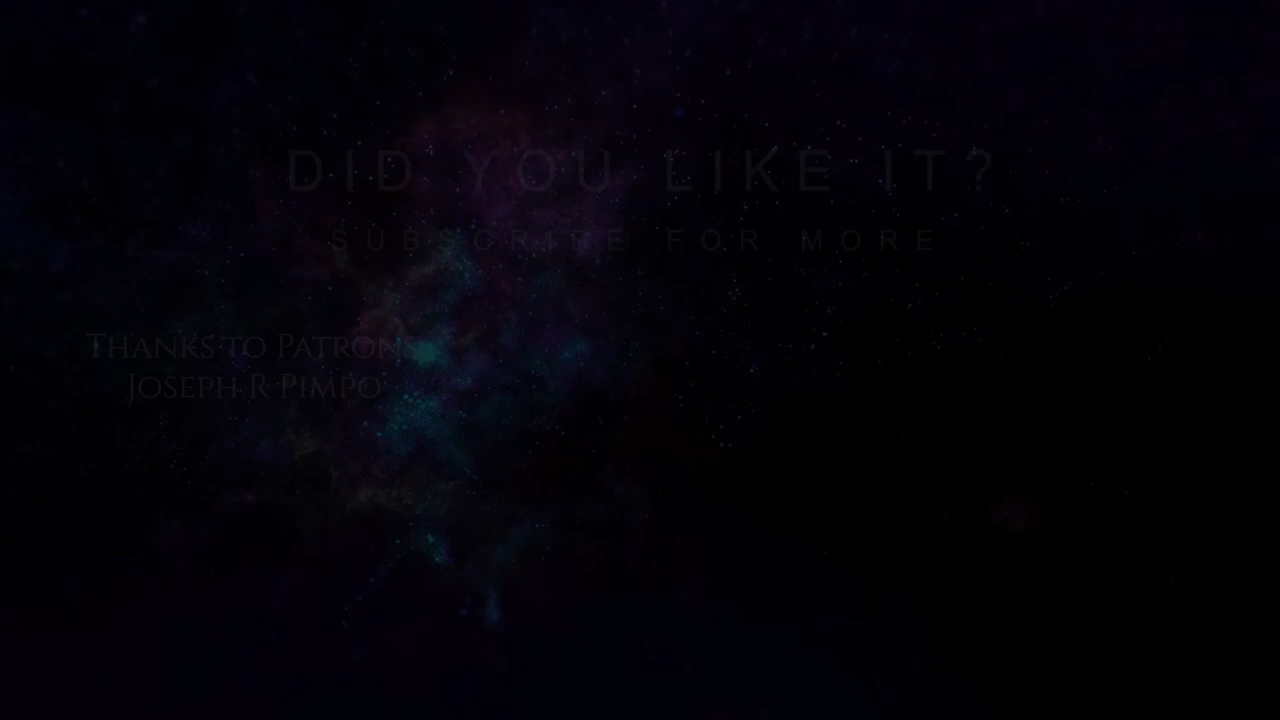 DID YOU LIKE IT?
SUBSCRIBE FOR MORE
Thanks to Patrons
Joseph R Pimpo